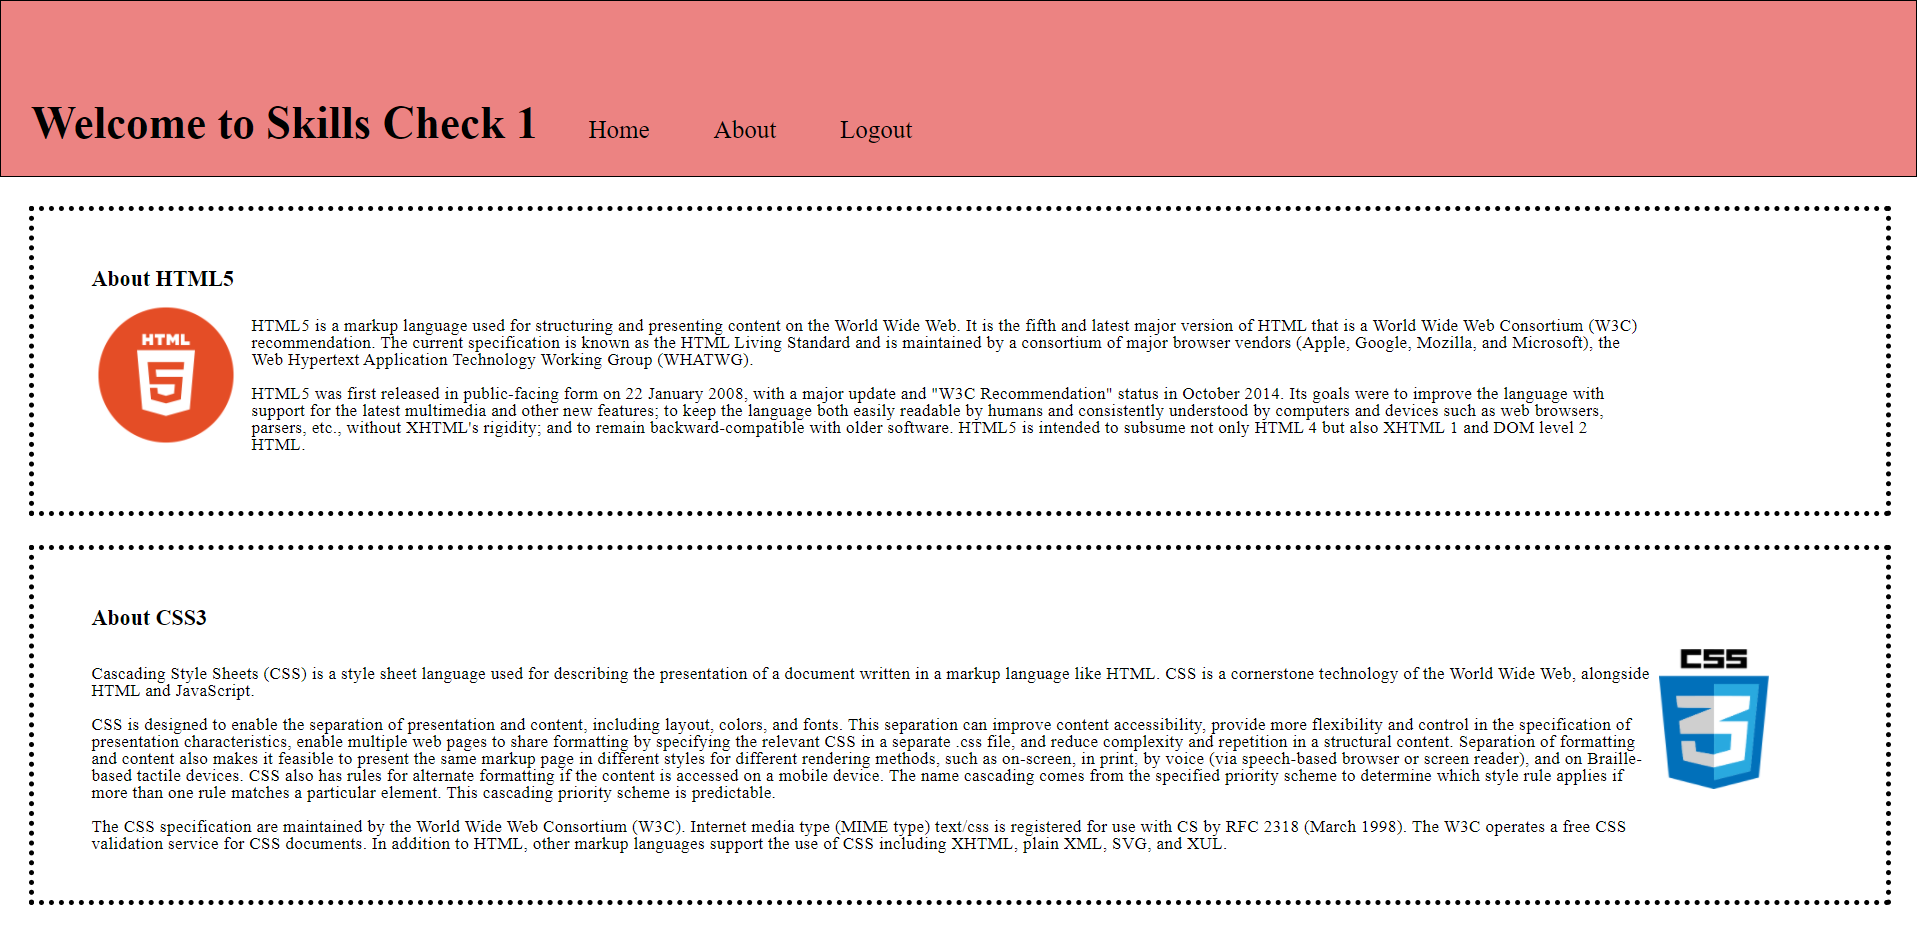 Welcome to Skills Check 1 Home About Logout
About HTML5
HTML
5
HTML5 is a markup language used for structuring and presenting content on the World Wide Web. It is the fifth and latest major version of HTML that is a World Wide Web Consortium (W3C)
recommendation. The current specification is known as the HTML Living Standard and is maintained by a consortium of major browser vendors (Apple, Google, Mozilla, and Microsoft), the
Web Hypertext Application Technology Working Group (WHATWG).
HTML5 was first released in public-facing form on 22 January 2008, with a major update and "W3C Recommendation" status in October 2014. Its goals were to improve the language with
support for the latest multimedia and other new features; to keep the language both easily readable by humans and consistently understood by computers and devices such as web browsers,
parsers, etc., without XHTML's rigidity; and to remain backward-compatible with older software. HTML5 is intended to subsume not only HTML 4 but also XHTML 1 and DOM level 2
HTML.
About CSS3
Cascading Style Sheets (CSS) is a style sheet language used for describing the presentation of a document written in a markup language like HTML. CSS is a cornerstone technology of the World Wide Web, alongside
HTML and JavaScript.
CSS is designed to enable the separation of presentation and content, including layout, colors, and fonts. This separation can improve content accessibility, provide more flexibility and control in the specification of
presentation characteristics, enable multiple web pages to share formatting by specifying the relevant CSS in a separate .css file, and reduce complexity and repetition in a structural content. Separation of formatting
and content also makes it feasible to present the same markup page in different styles for different rendering methods, such as on-screen, in print, by voice (via speech-based browser or screen reader), and on Braille-
based tactile devices. CSS also has rules for alternate formatting if the content is accessed on a mobile device. The name cascading comes from the specified priority scheme to determine which style rule applies if
more than one rule matches a particular element. This cascading priority scheme is predictable.
The CSS specification are maintained by the World Wide Web Consortium (W3C). Internet media type (MIME type) text/css is registered for use with CS by RFC 2318 (March 1998). The W3C operates a free CSS
validation service for CSS documents. In addition to HTML, other markup languages support the use of CSS including XHTML, plain XML, SVG, and XUL.
CSS
3